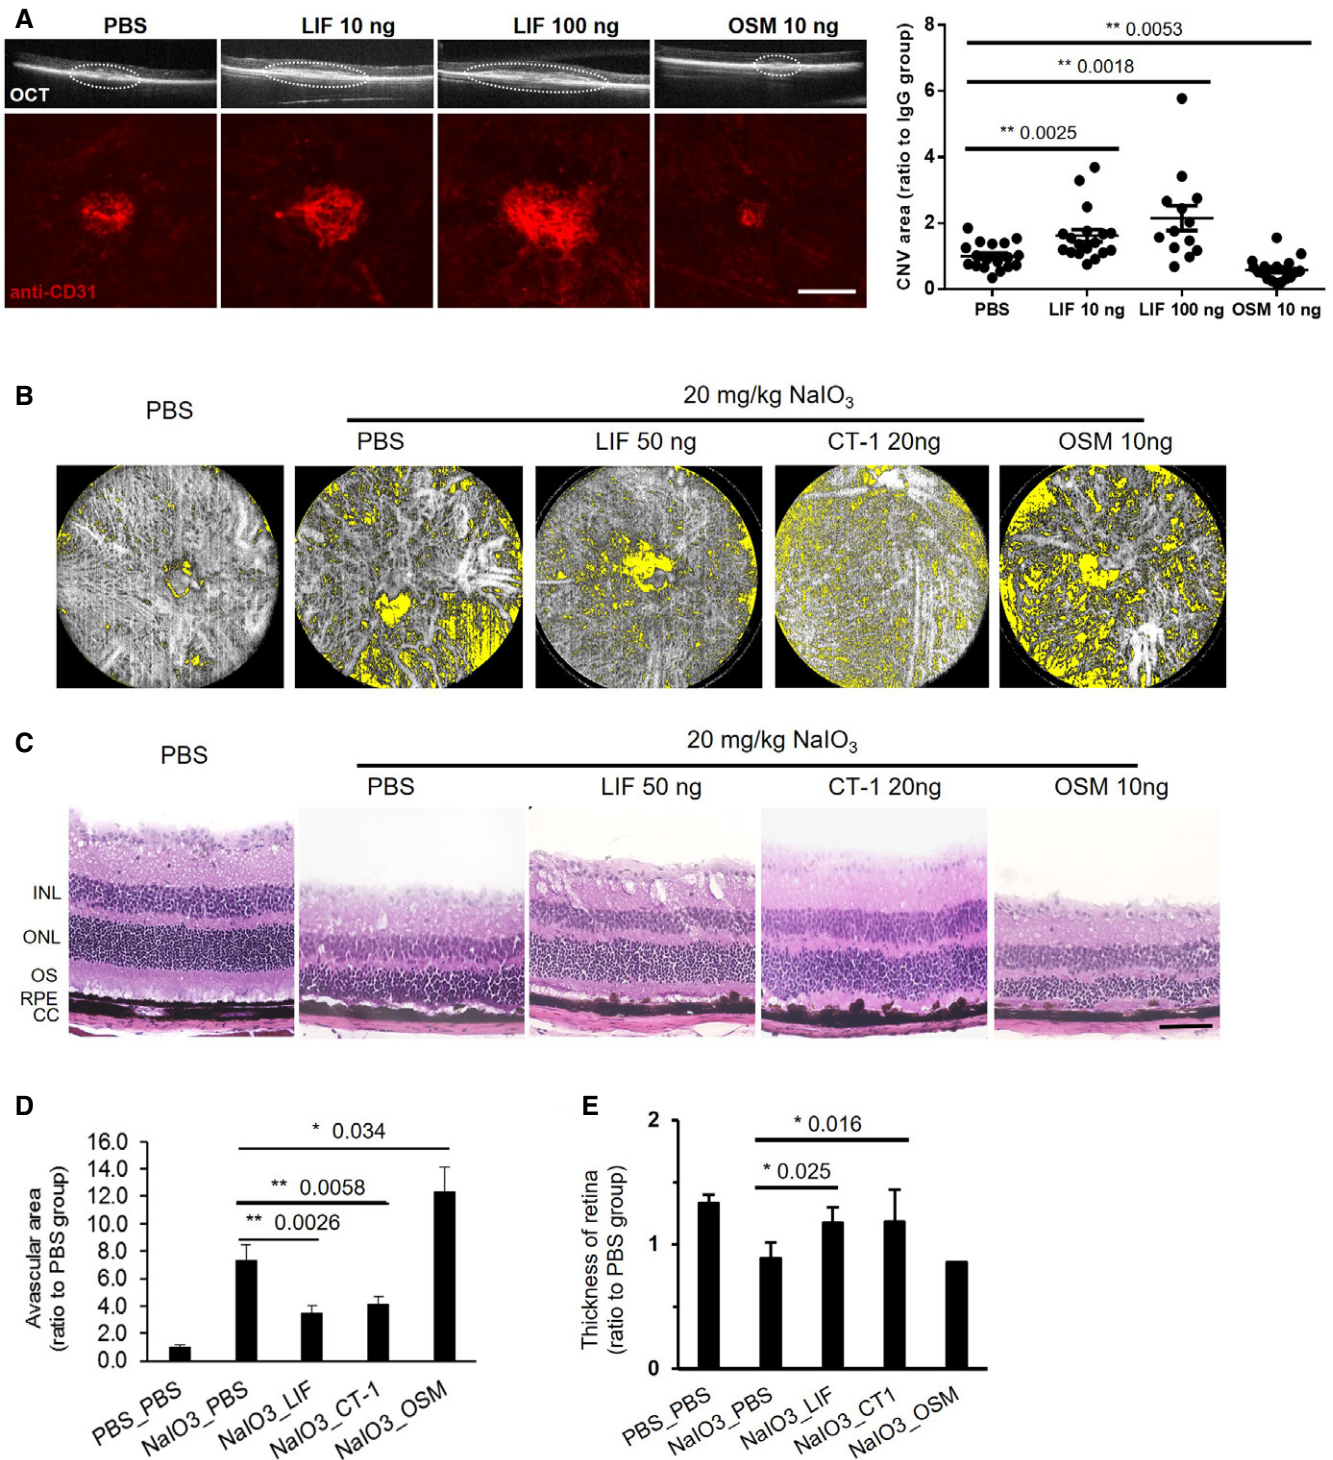 A
PBS
LIF 10 ng
LIF 100 ng
OSM 10 ng
OCT
anti-CD31
CNV area (ratio to IgG group)
8
6
4
2
0
** 0.0053
** 0.0018
** 0.0025
PBS
LIF 10 ng
LIF 100 ng
OSM 10 ng
B
PBS
20 mg/kg NaIO₃
PBS
LIF 50 ng
CT-1 20ng
OSM 10ng
C
PBS
20 mg/kg NaIO₃
PBS
LIF 50 ng
CT-1 20ng
OSM 10ng
INL
ONL
OS
RPE
CC
D
Avascular area
(ratio to PBS group)
16.0
14.0
12.0
10.0
8.0
6.0
4.0
2.0
0.0
* 0.034
** 0.0058
** 0.0026
PBS_PBS
NaIO3_PBS
NaIO3_LIF
NaIO3_CT-1
NaIO3_OSM
E
Thickness of retina
(ratio to PBS group)
2
1
0
* 0.016
* 0.025
PBS_PBS
NaIO3_PBS
NaIO3_LIF
NaIO3_CT1
NaIO3_OSM